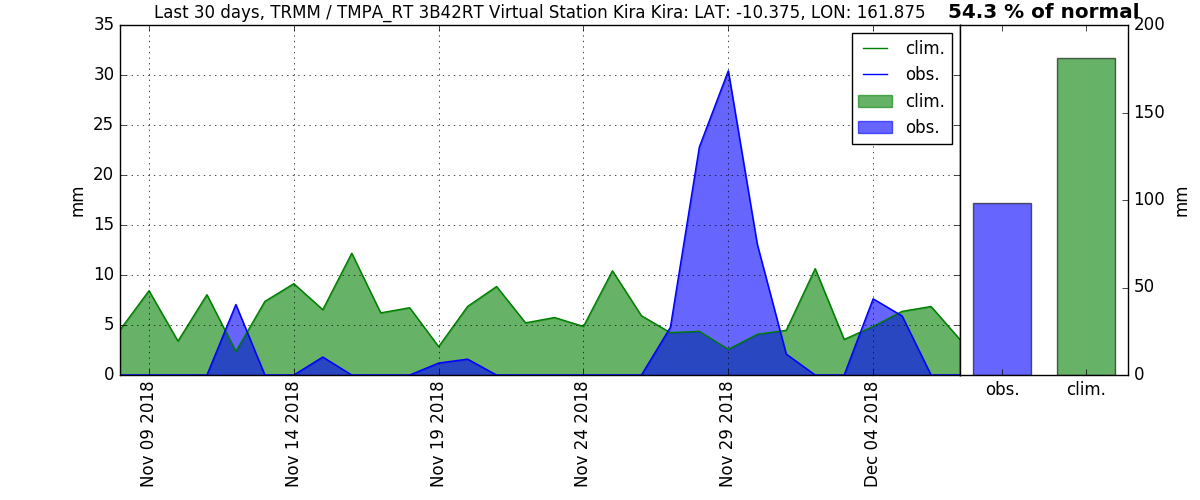 Last 30 days, TRMM / TMPA_RT 3B42RT Virtual Station Kira Kira: LAT: -10.375, LON: 161.875
54.3 % of normal
35
30
25
20
15
10
5
0
mm
clim.
obs.
clim.
obs.
200
150
100
50
0
mm
obs.
clim.
Nov 09 2018
Nov 14 2018
Nov 19 2018
Nov 24 2018
Nov 29 2018
Dec 04 2018